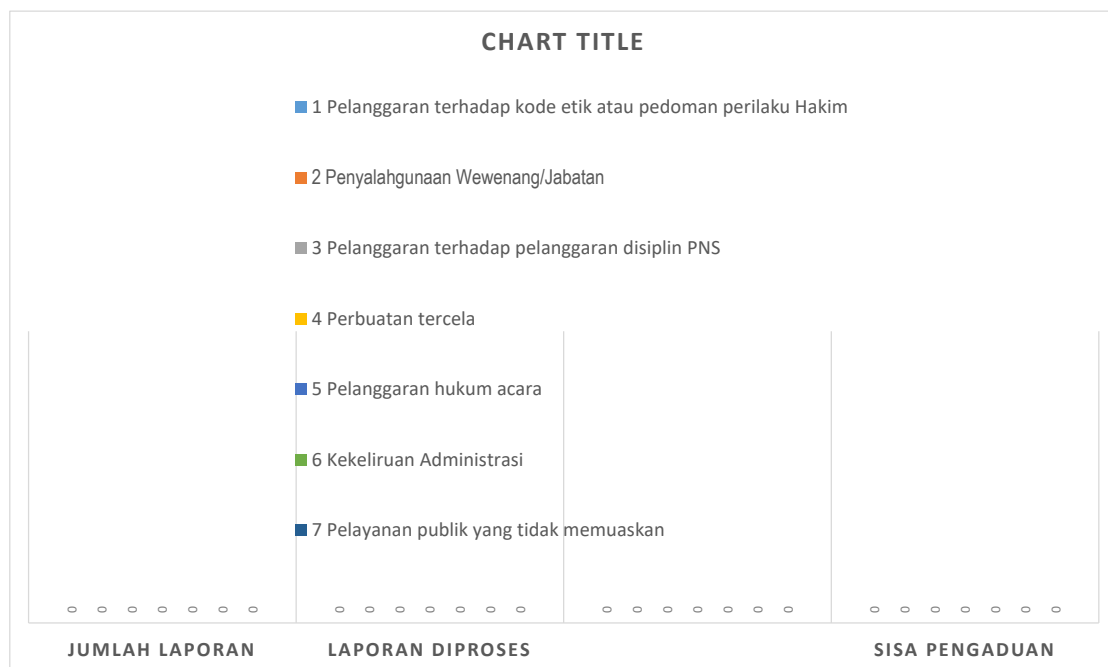 CHART TITLE
1 Pelanggaran terhadap kode etik atau pedoman perilaku Hakim
2 Penyalahgunaan Wewenang/Jabatan
3 Pelanggaran terhadap pelanggaran disiplin PNS
4 Perbuatan tercela
5 Pelanggaran hukum acara
6 Kekeliruan Administrasi
7 Pelayanan publik yang tidak memuaskan
0 0 0 0 0 0 0 0 0 0 0 0 0 0 0 0 0 0 0 0 0 0 0 0 0 0 0 0
JUMLAH LAPORAN LAPORAN DIPROSES SISA PENGADUAN